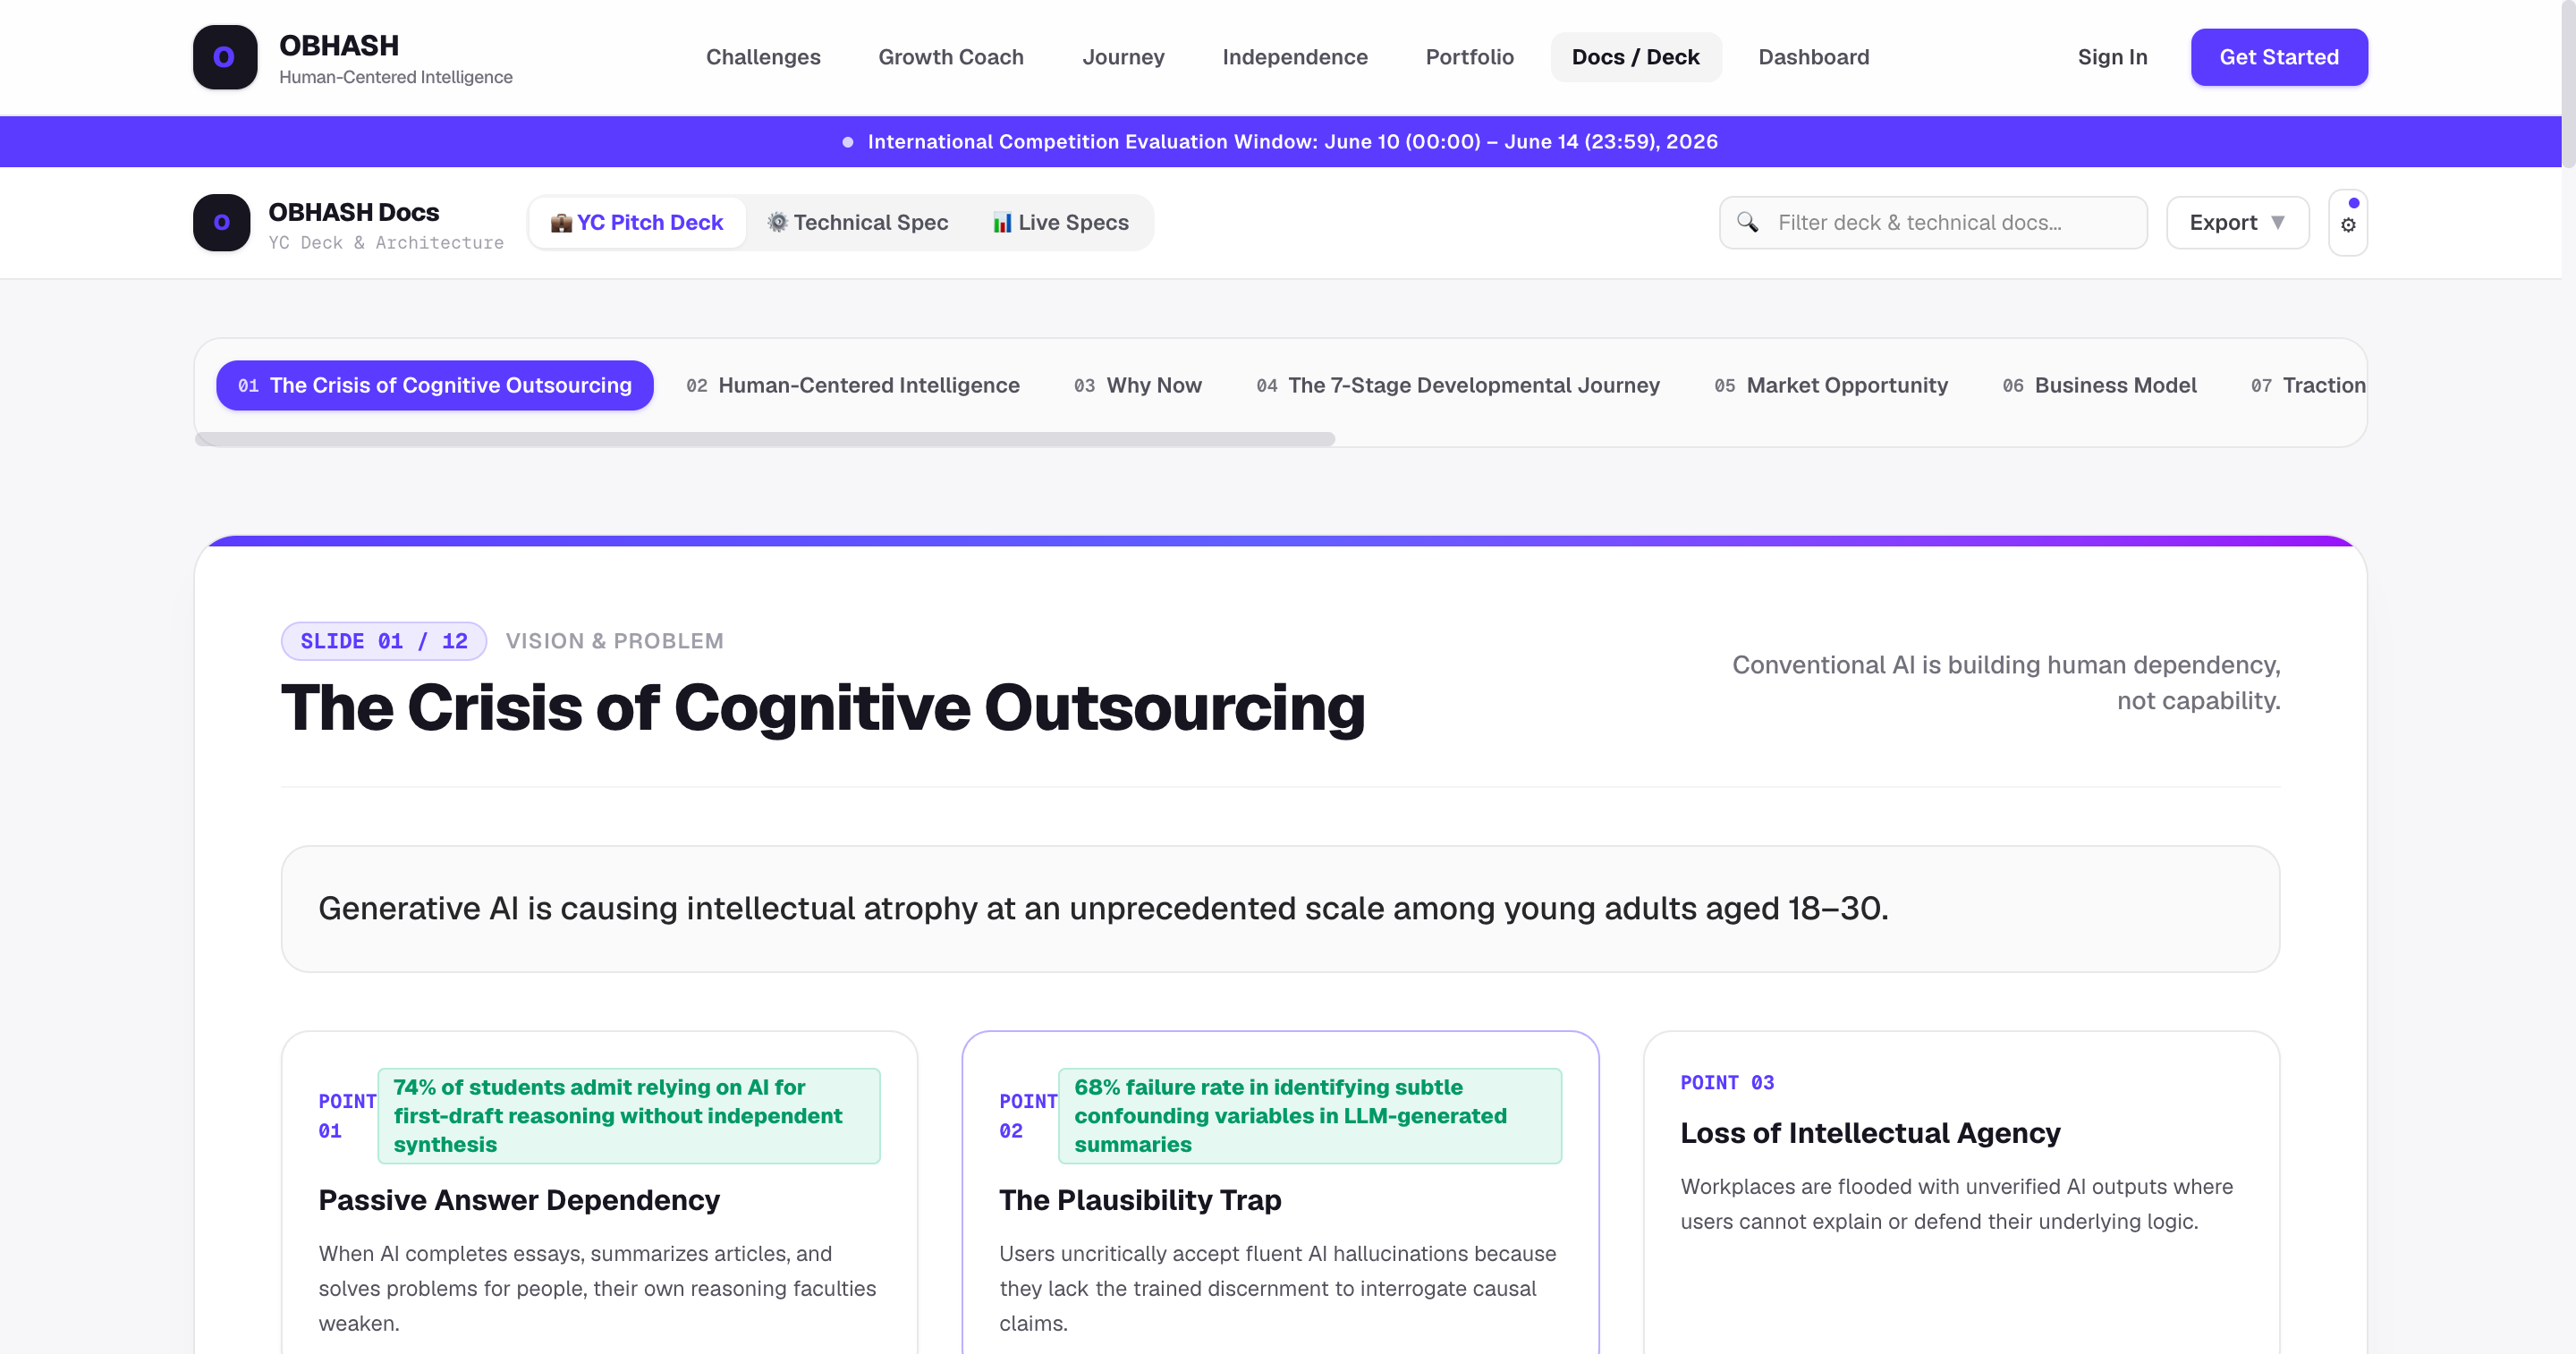 O
OBHASH
Human-Centered Intelligence
Challenges
Growth Coach
Journey
Independence
Portfolio
Docs / Deck
Dashboard
Sign In
Get Started
International Competition Evaluation Window: June 10 (00:00) – June 14 (23:59), 2026
O
OBHASH Docs
YC Deck & Architecture
YC Pitch Deck
Technical Spec
Live Specs
Filter deck & technical docs...
Export ▼
01 The Crisis of Cognitive Outsourcing
02 Human-Centered Intelligence
03 Why Now
04 The 7-Stage Developmental Journey
05 Market Opportunity
06 Business Model
07 Traction
SLIDE 01 / 12
VISION & PROBLEM
The Crisis of Cognitive Outsourcing
Conventional AI is building human dependency,
not capability.
Generative AI is causing intellectual atrophy at an unprecedented scale among young adults aged 18–30.
POINT
01
74% of students admit relying on AI for
first-draft reasoning without independent
synthesis
Passive Answer Dependency
When AI completes essays, summarizes articles, and
solves problems for people, their own reasoning faculties
weaken.
POINT
02
68% failure rate in identifying subtle
confounding variables in LLM-generated
summaries
The Plausibility Trap
Users uncritically accept fluent AI hallucinations because
they lack the trained discernment to interrogate causal
claims.
POINT 03
Loss of Intellectual Agency
Workplaces are flooded with unverified AI outputs where
users cannot explain or defend their underlying logic.